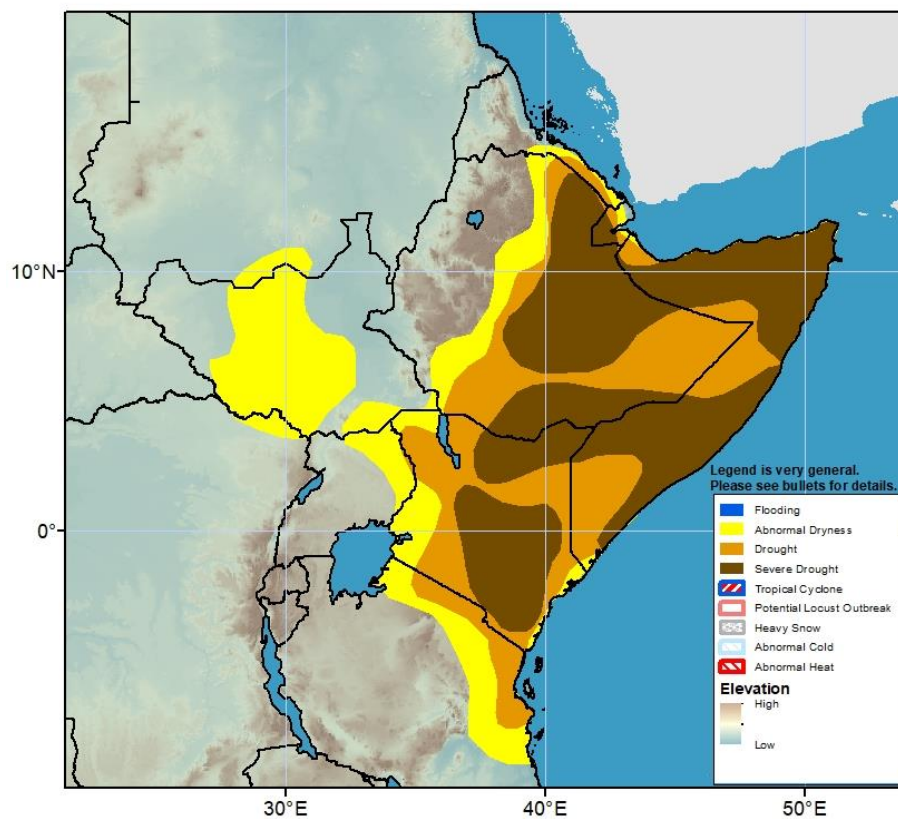 10°N
0°
30°E
40°E
50°E
Legend is very general.
Please see bullets for details.
Flooding
Abnormal Dryness
Drought
Severe Drought
Tropical Cyclone
Potential Locust Outbreak
Heavy Snow
Abnormal Cold
Abnormal Heat
Elevation
High
Low